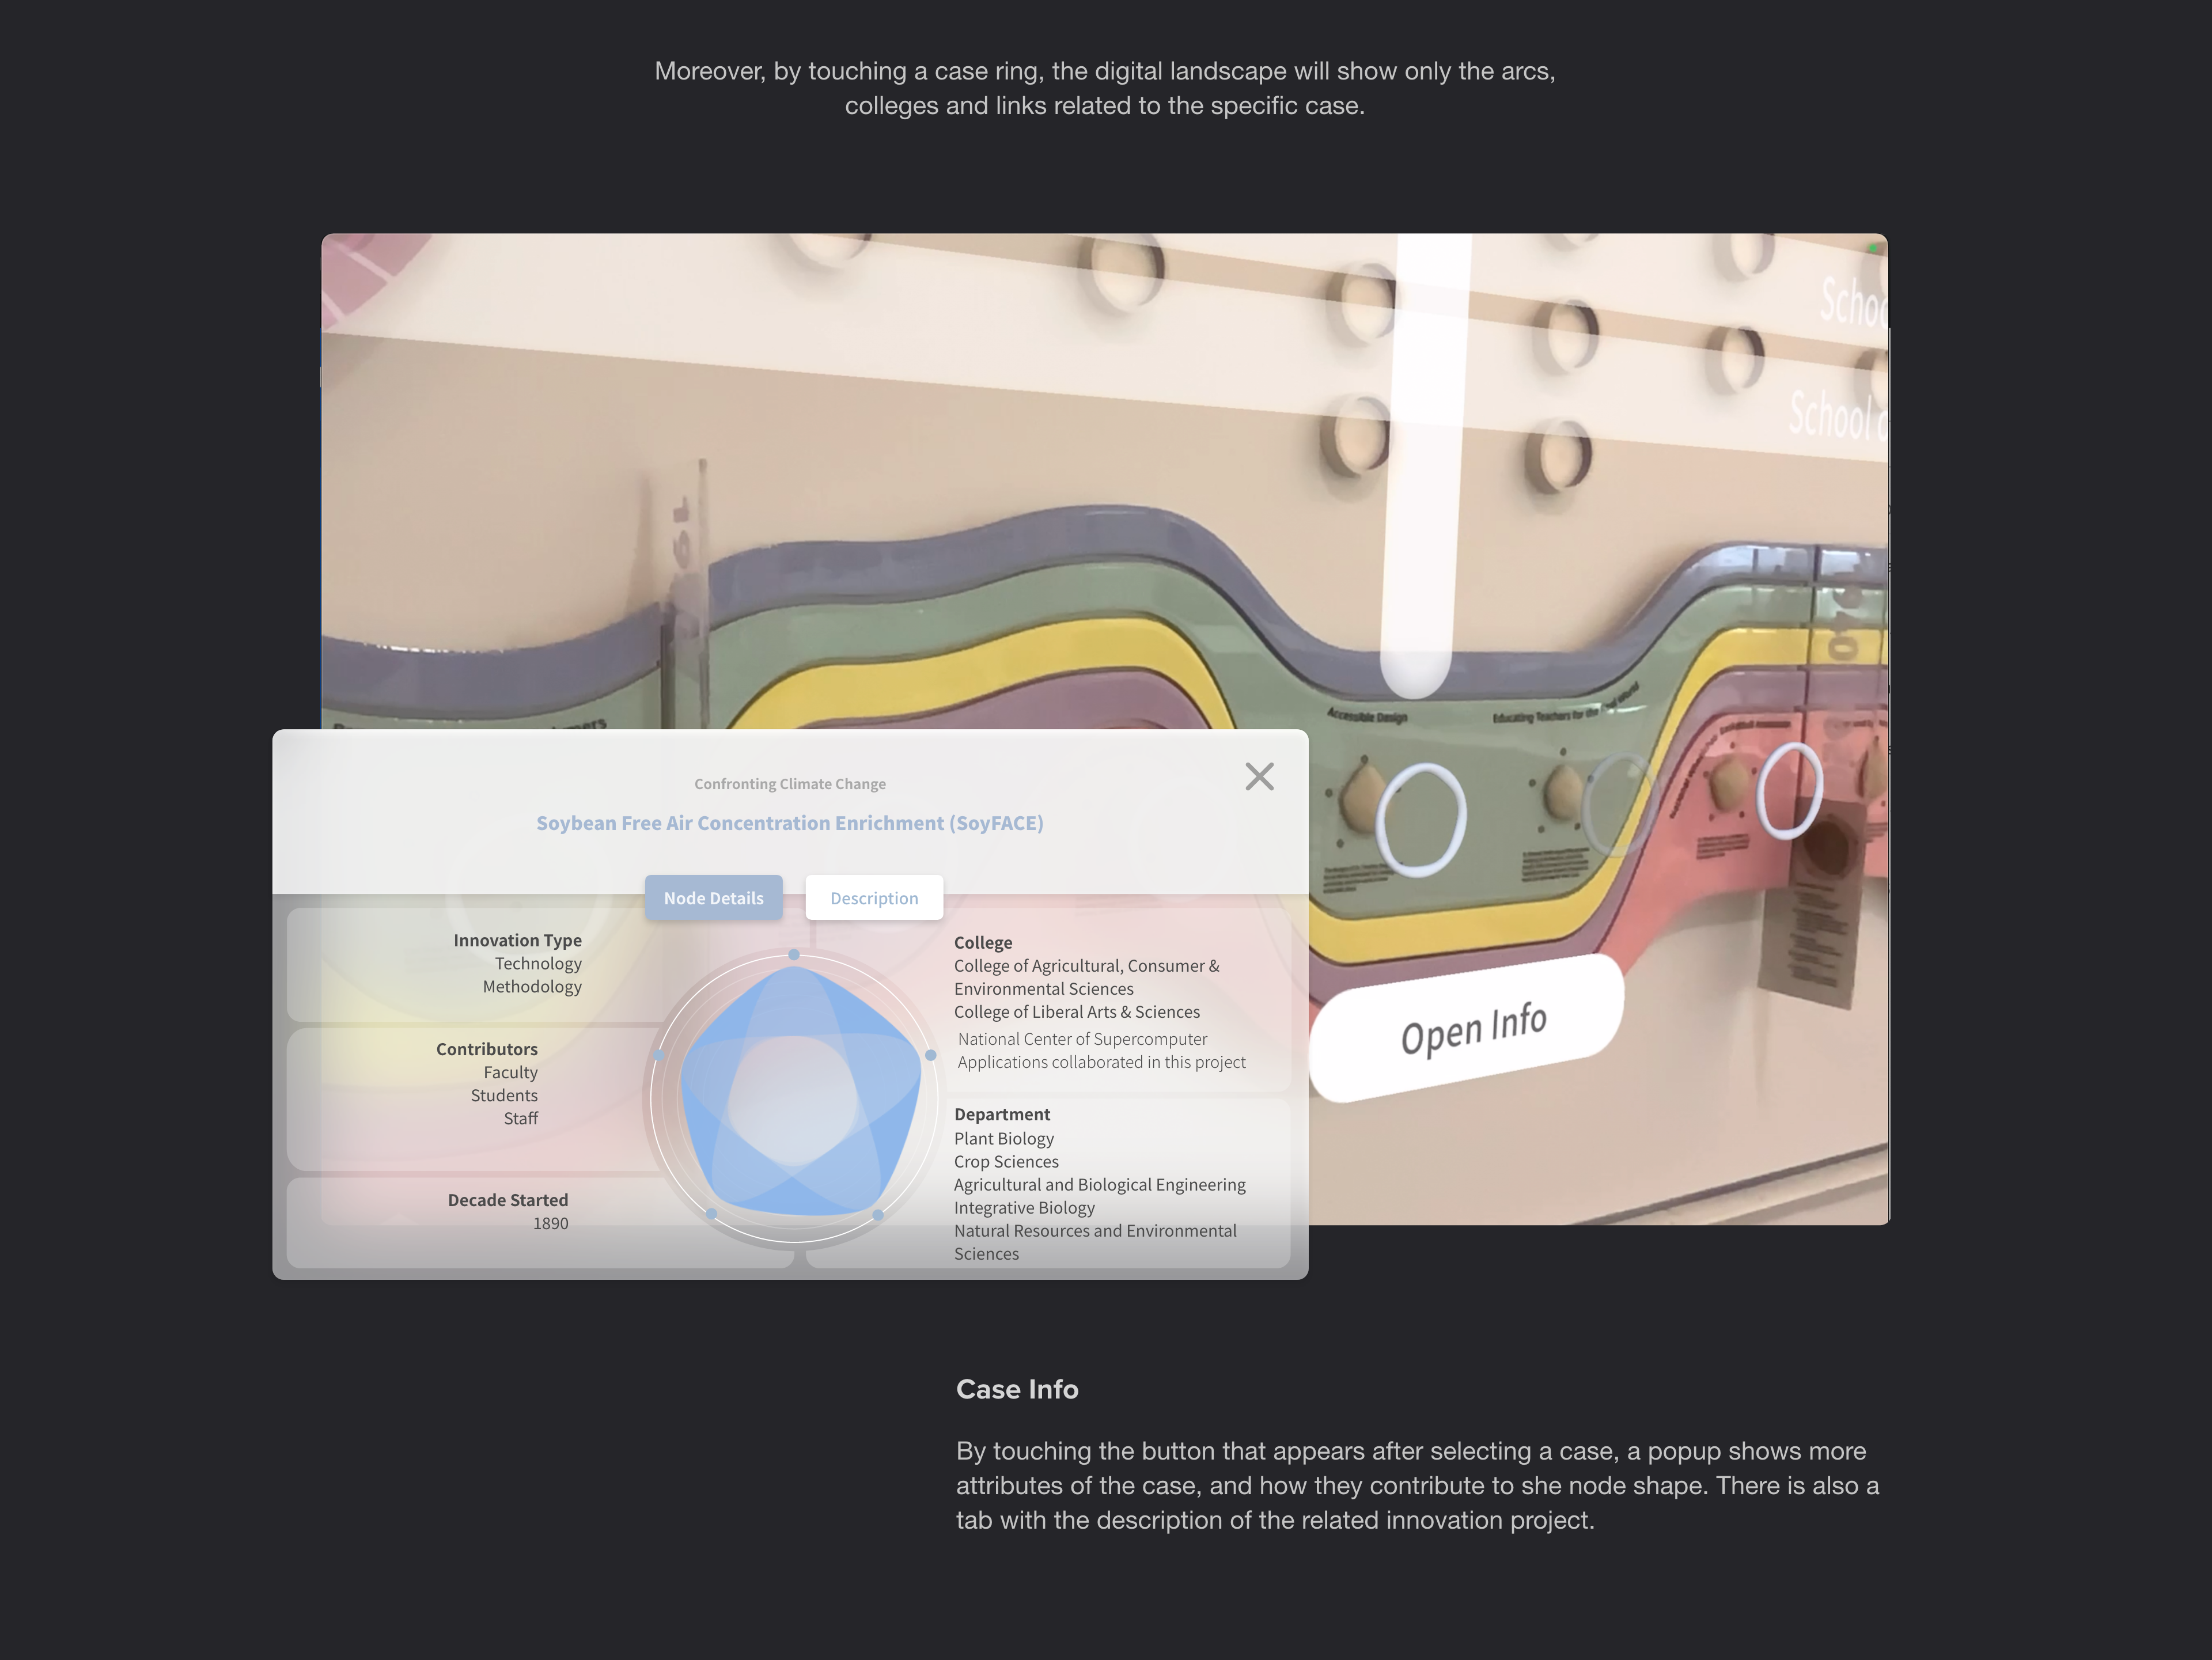 Moreover, by touching a case ring, the digital landscape will show only the arcs,
colleges and links related to the specific case.
Accessible Design
Educating Teachers for the
Confronting Climate Change
Soybean Free Air Concentration Enrichment (SoyFACE)
Node Details
Description
Innovation Type
Technology
Methodology
Contributors
Faculty
Students
Staff
Decade Started
1890
College
College of Agricultural, Consumer &
Environmental Sciences
College of Liberal Arts & Sciences
National Center of Supercomputer
Applications collaborated in this project
Department
Plant Biology
Crop Sciences
Agricultural and Biological Engineering
Integrative Biology
Natural Resources and Environmental
Sciences
School
Open Info
Case Info
By touching the button that appears after selecting a case, a popup shows more
attributes of the case, and how they contribute to she node shape. There is also a
tab with the description of the related innovation project.